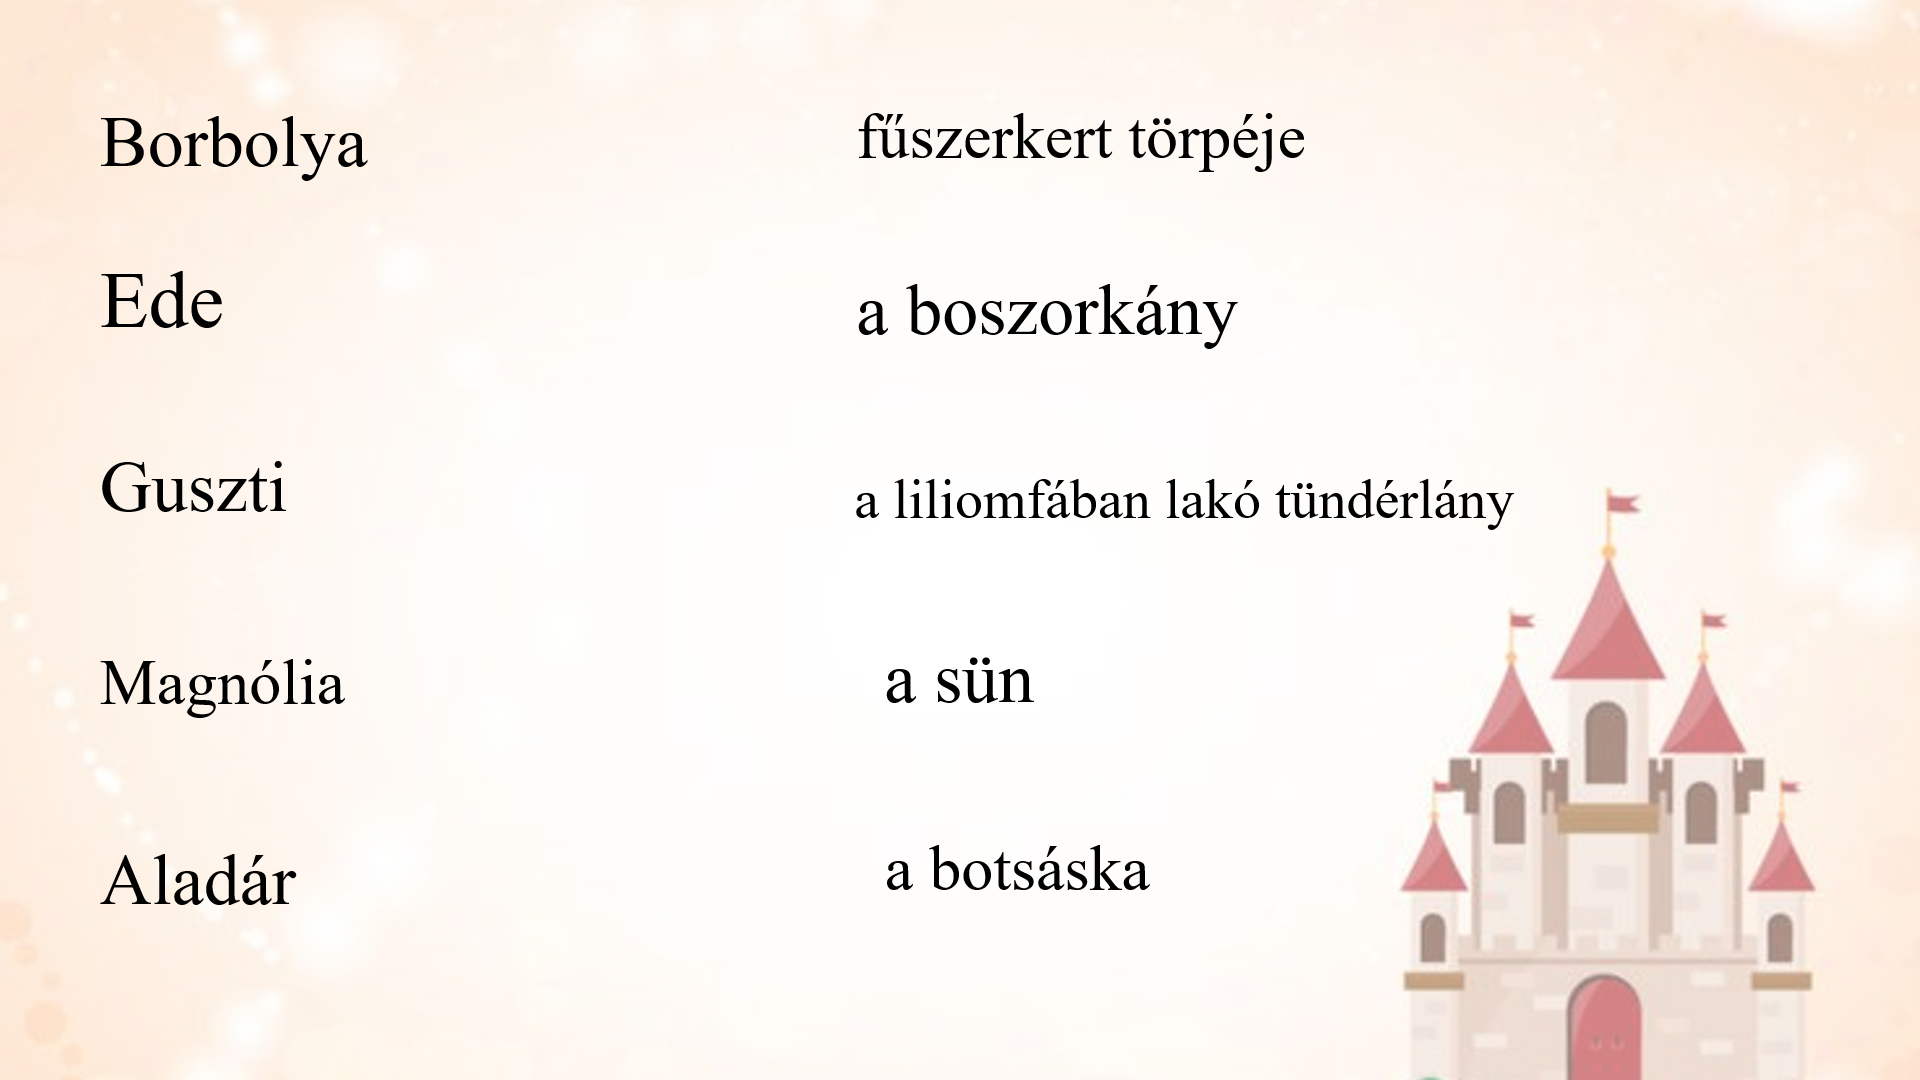 Borbolya
fűszerkert törpéje
Ede
a boszorkány
Guszti
a liliomfában lakó tündérlány
Magnólia
a sün
Aladár
a botsáska